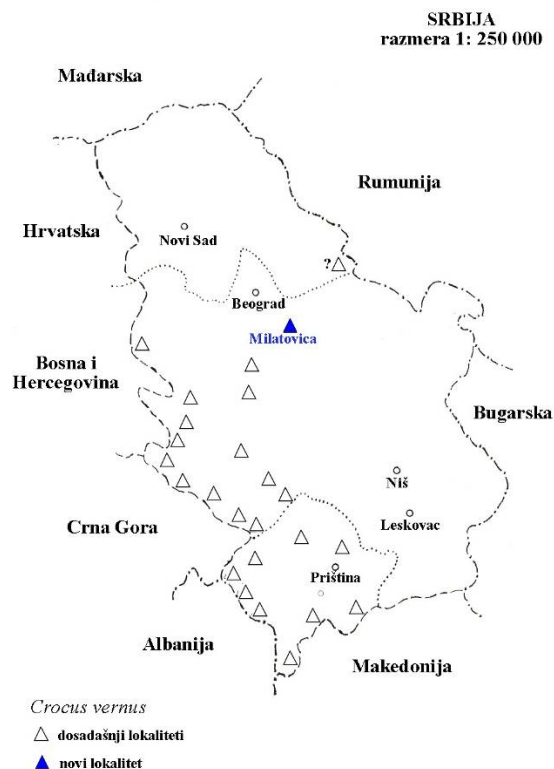 SRBIJA
razmera 1: 250 000
Madarska
Rumunija
Hrvatska
Novi Sad
?
Beograd
Milatovica
Bosna i
Hercegovina
Bugarska
Niš
Leskovac
Crna Gora
Priština
Albanija
Makedonija
Crocus vernus
dosadašnji lokaliteti
novi lokalitet